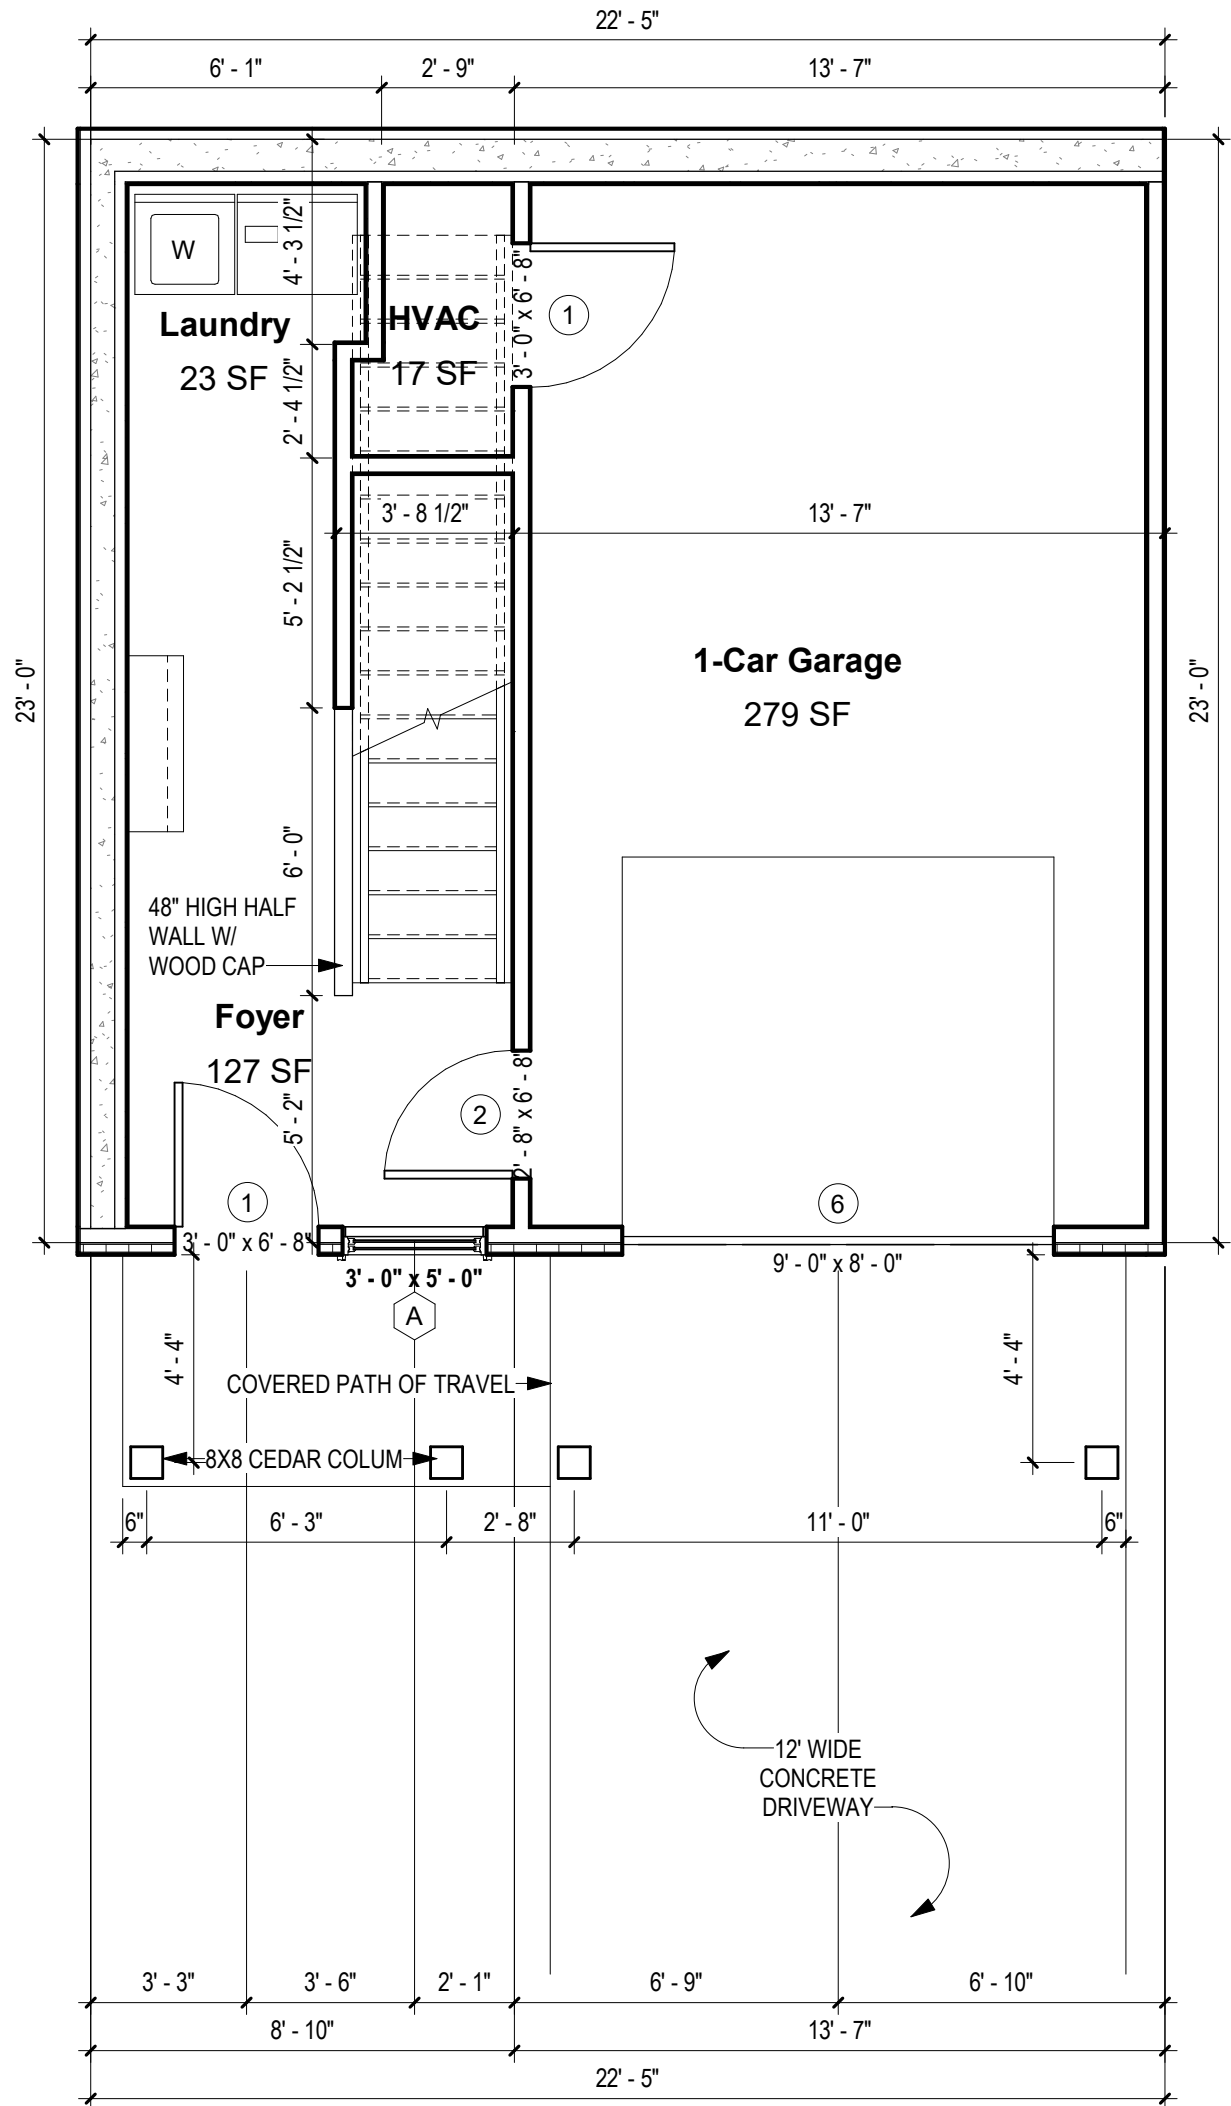 22' - 5"
6' - 1"
2' - 9"
13' - 7"
W
4' - 3 1/2"
3' - 0" x 6' - 8"
1
Laundry
23 SF
HVAC
17 SF
2' - 4 1/2"
3' - 8 1/2"
13' - 7"
5' - 2 1/2"
23' - 0"
1-Car Garage
279 SF
23' - 0"
6' - 0"
48" HIGH HALF
WALL W/
WOOD CAP
Foyer
127 SF
5' - 2"
2
2' - 8" x 6' - 8"
1
6
3' - 0" x 6' - 8"
3' - 0" x 5' - 0"
9' - 0" x 8' - 0"
A
4' - 4"
4' - 4"
COVERED PATH OF TRAVEL
8X8 CEDAR COLUM
6"
6' - 3"
2' - 8"
11' - 0"
6"
12' WIDE
CONCRETE
DRIVEWAY
3' - 3"
3' - 6"
2' - 1"
6' - 9"
6' - 10"
8' - 10"
13' - 7"
22' - 5"